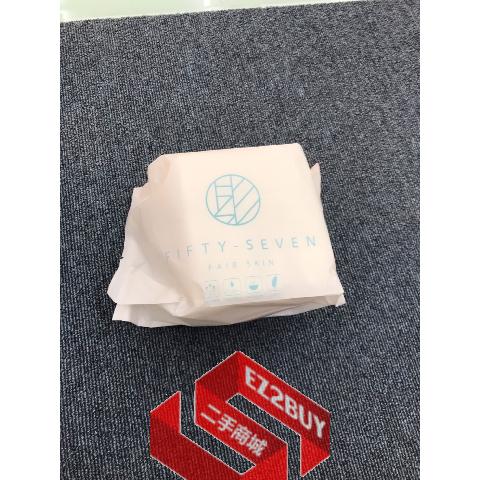 FIFTY-SEVEN
FAIR SKIN
EZ2BUY
二手商城